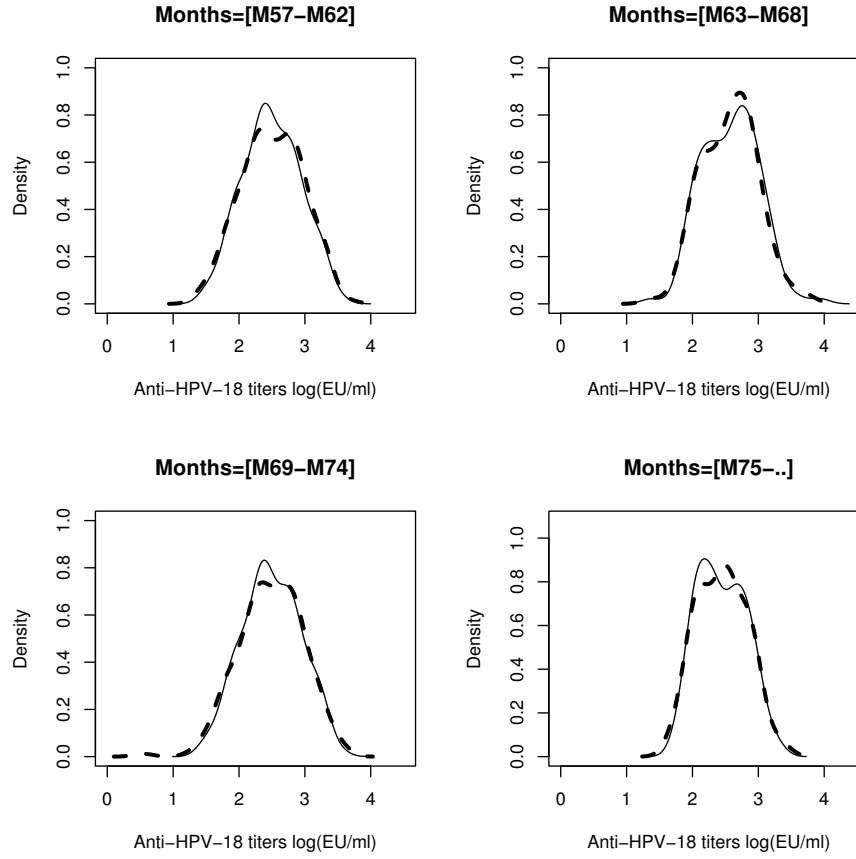 Months=[M57−M62]
Density
0.0 0.2 0.4 0.6 0.8 1.0
0 1 2 3 4
Anti−HPV−18 titers log(EU/ml)
Months=[M63−M68]
Density
0.0 0.2 0.4 0.6 0.8 1.0
0 1 2 3 4
Anti−HPV−18 titers log(EU/ml)
Months=[M69−M74]
Density
0.0 0.2 0.4 0.6 0.8 1.0
0 1 2 3 4
Anti−HPV−18 titers log(EU/ml)
Months=[M75−..]
Density
0.0 0.2 0.4 0.6 0.8 1.0
0 1 2 3 4
Anti−HPV−18 titers log(EU/ml)